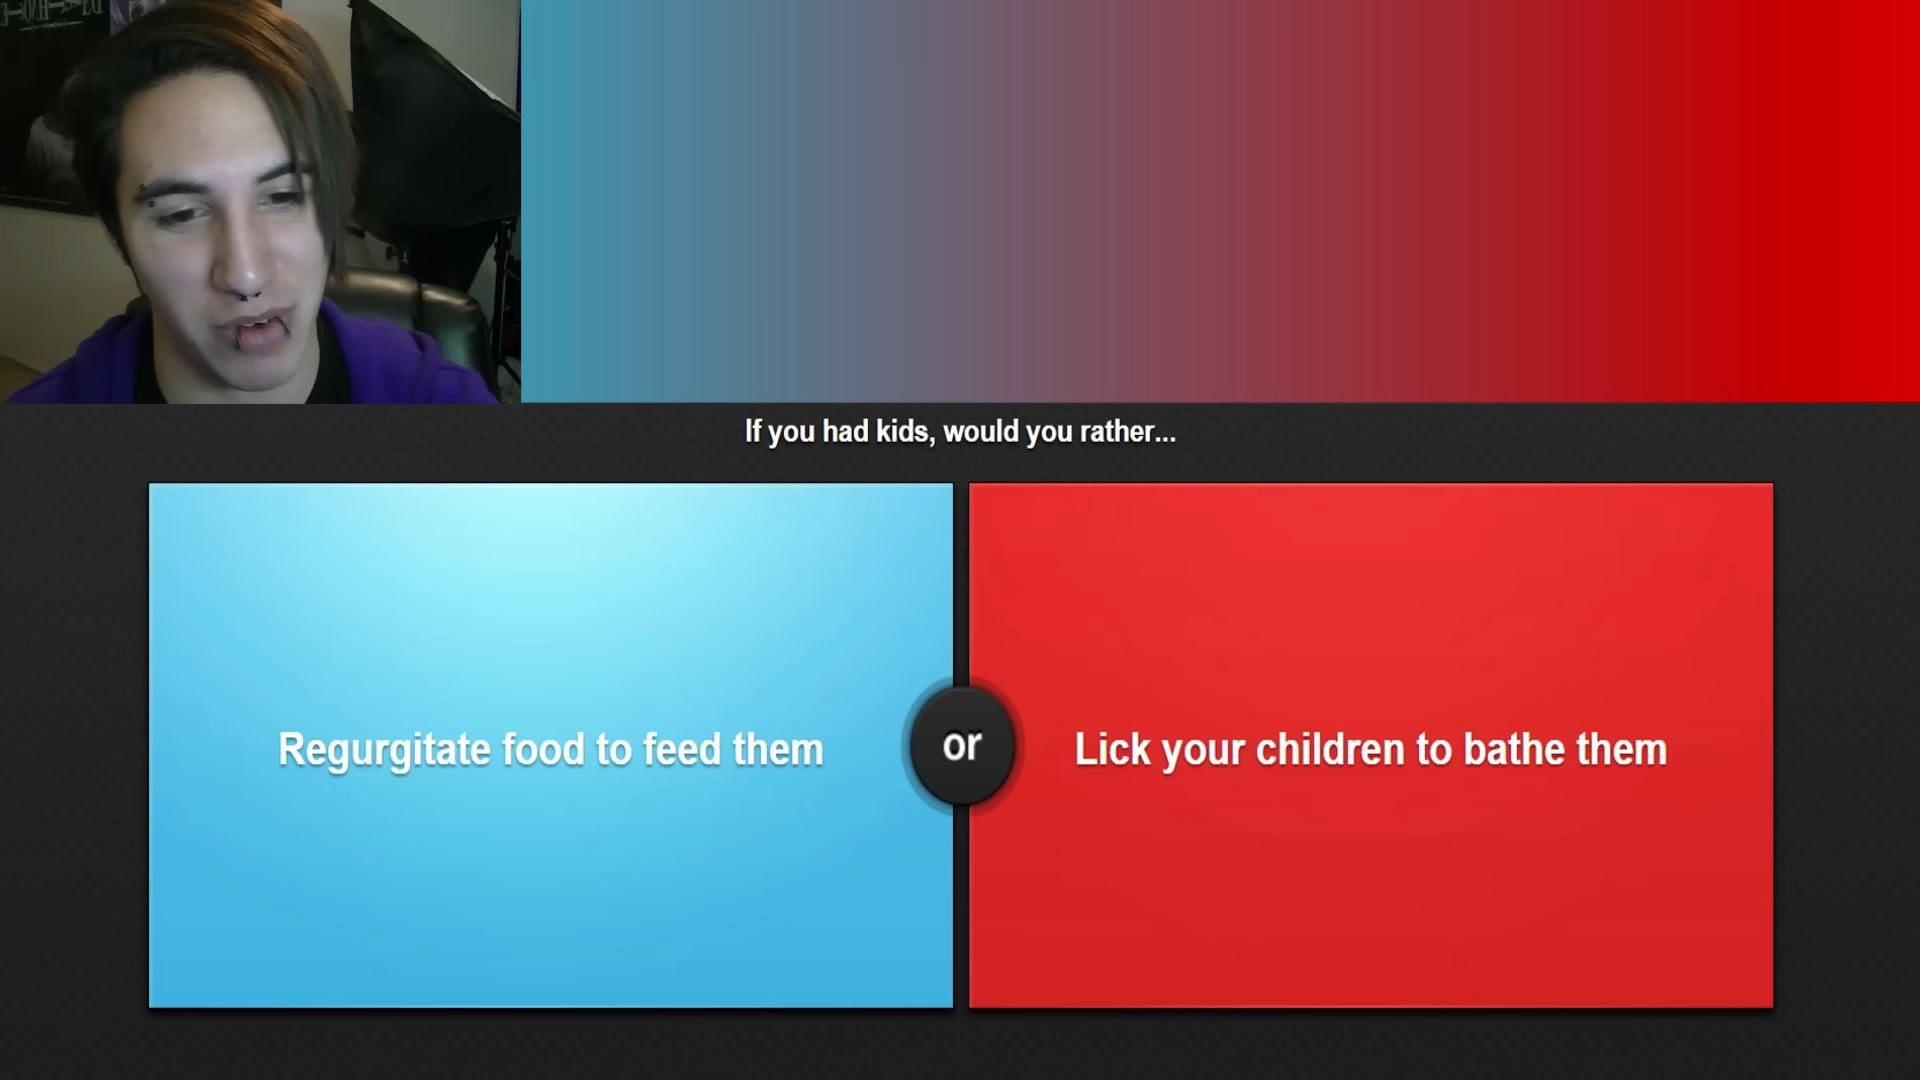 If you had kids, would you rather...
Regurgitate food to feed them
or
Lick your children to bathe them